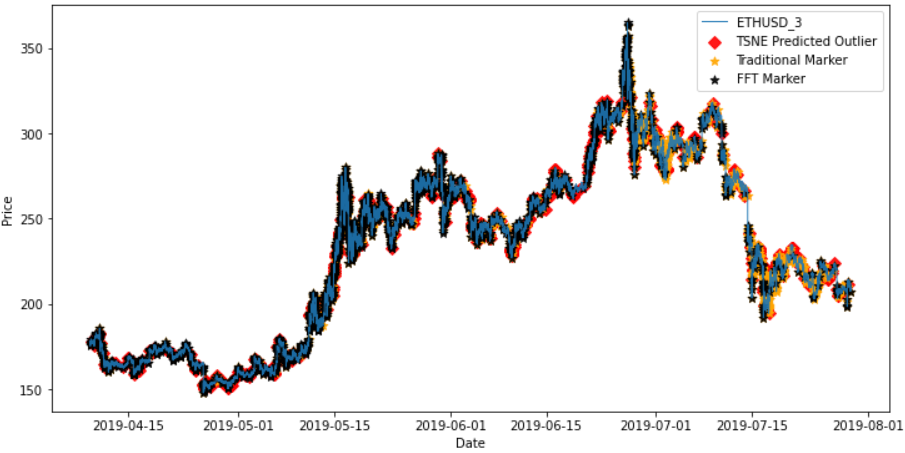 ETHUSD_3
TSNE Predicted Outlier
Traditional Marker
FFT Marker
350
300
250
200
150
Price
2019-04-15 2019-05-01 2019-05-15 2019-06-01 2019-06-15 2019-07-01 2019-07-15 2019-08-01
Date